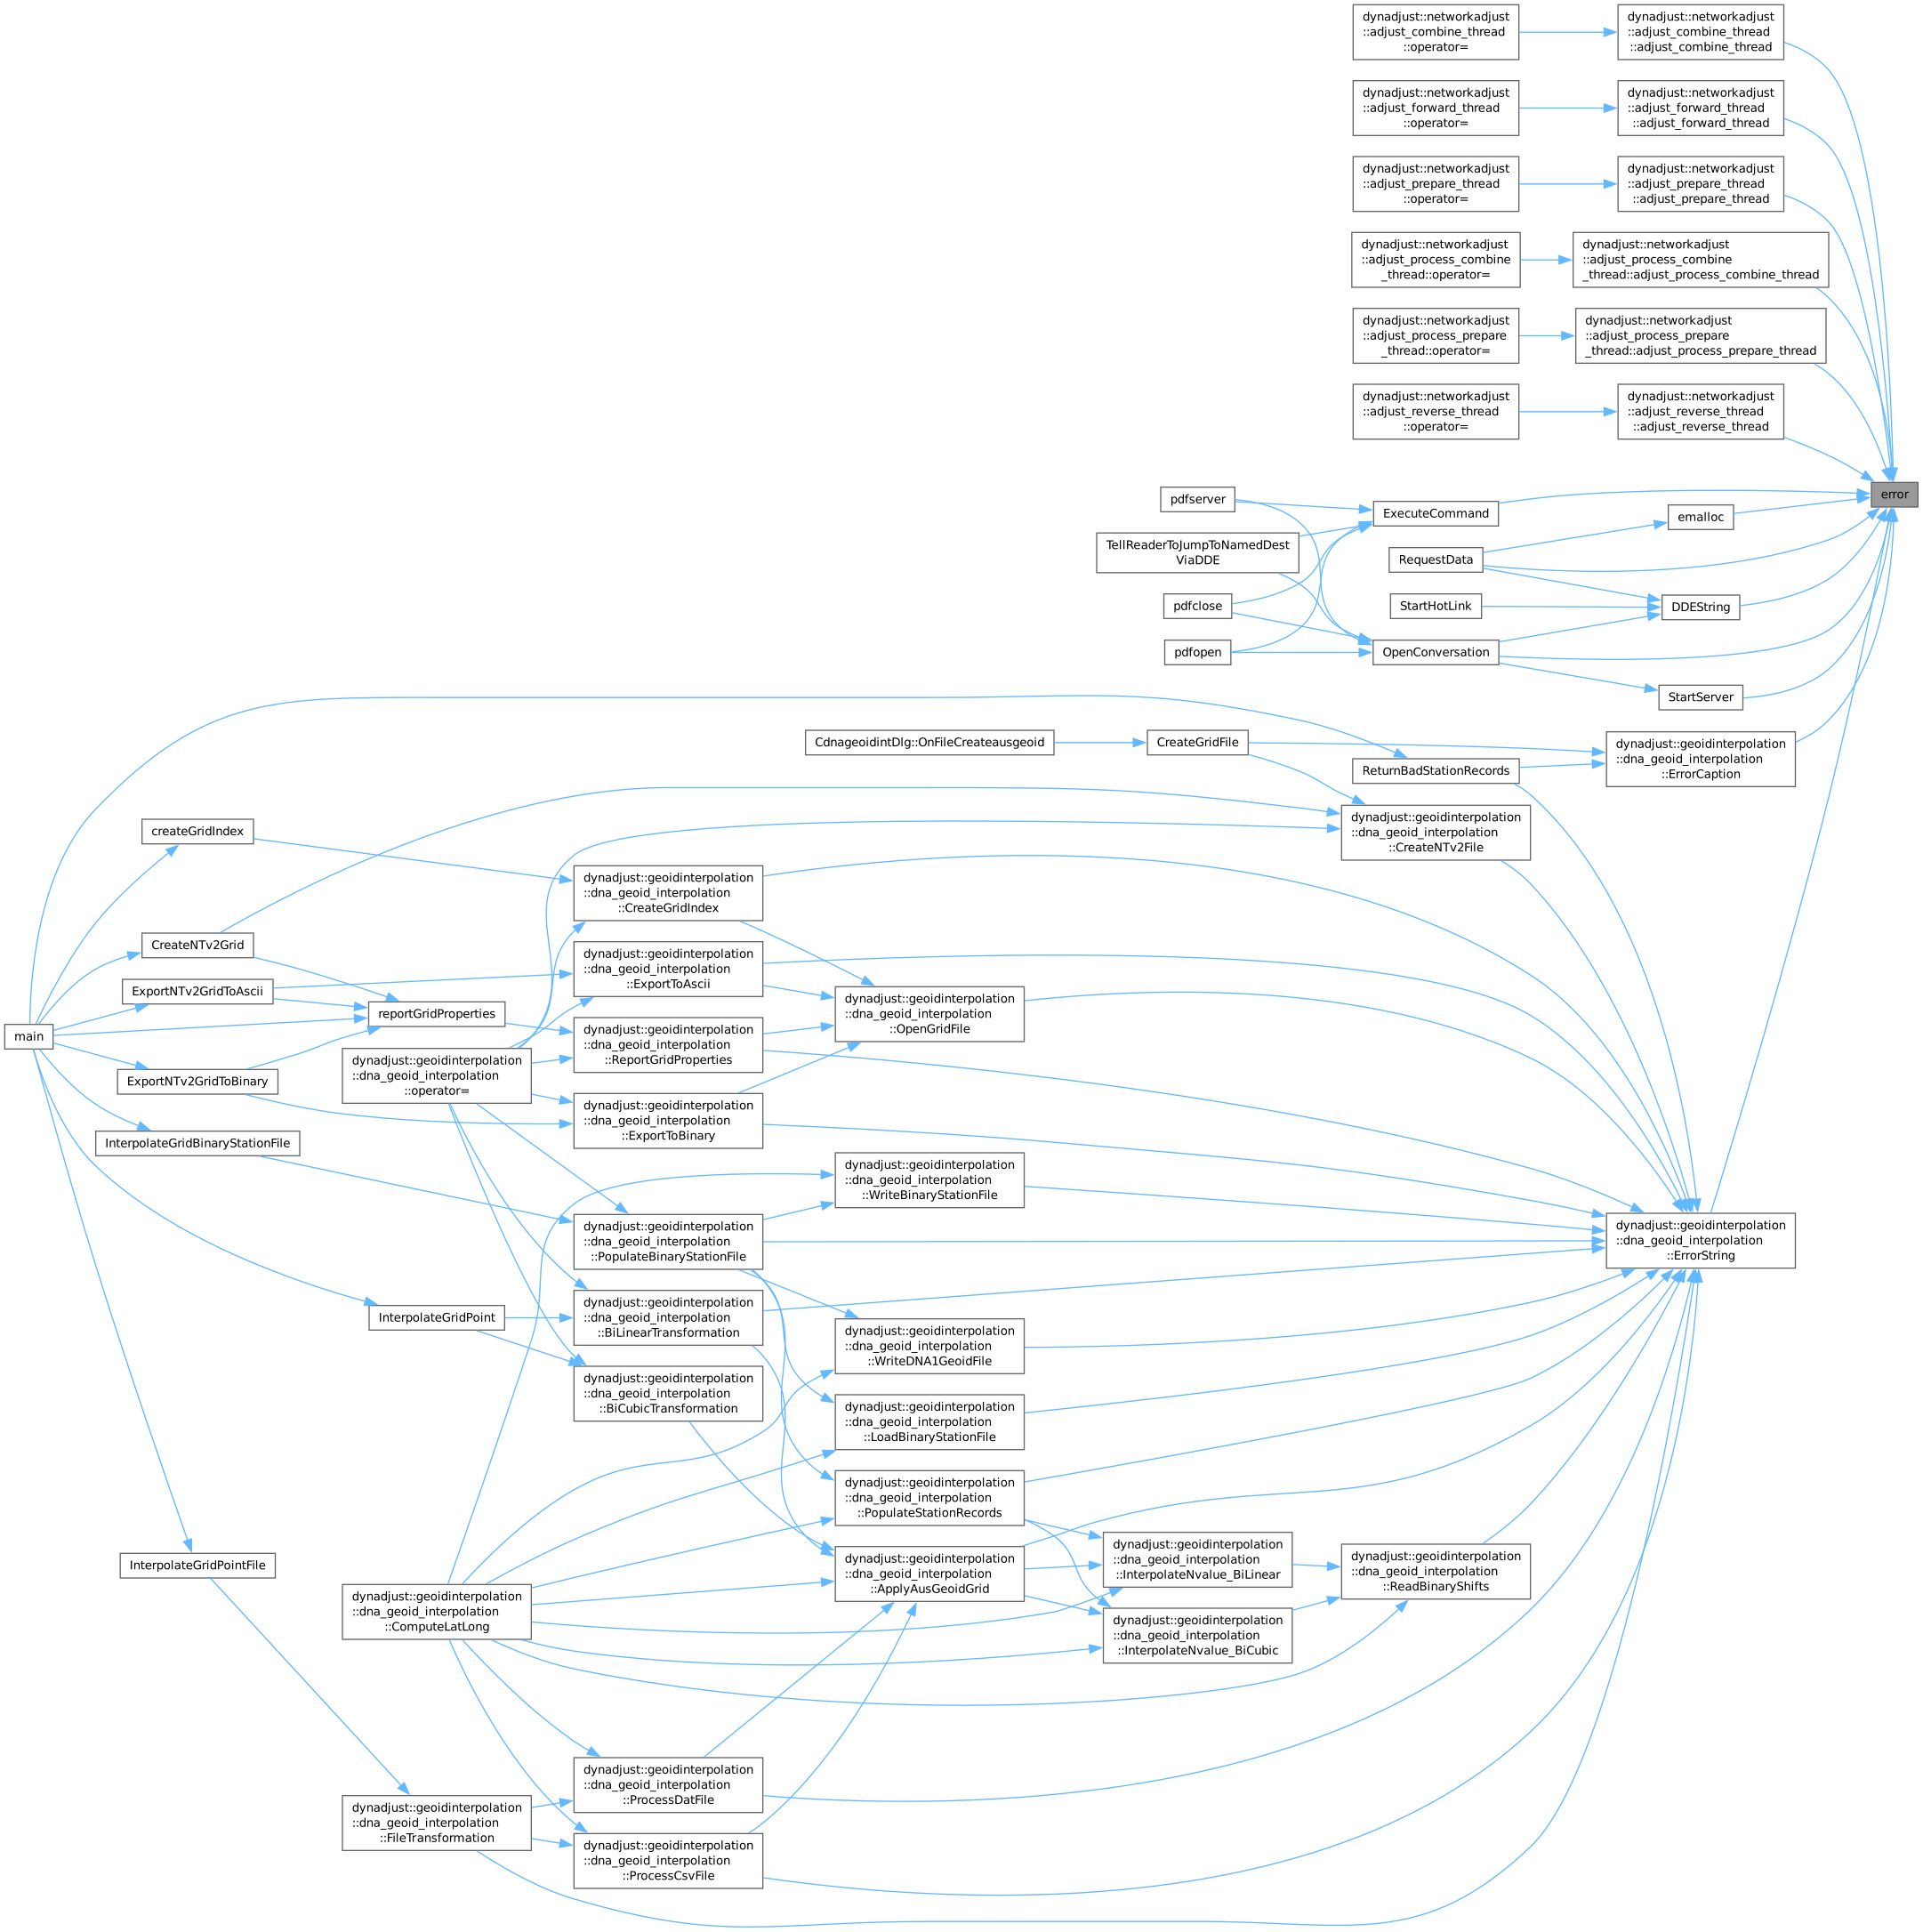 dynadjust::networkadjust
::adjust_combine_thread
::operator=
dynadjust::networkadjust
::adjust_combine_thread
::adjust_combine_thread
dynadjust::networkadjust
::adjust_forward_thread
::operator=
dynadjust::networkadjust
::adjust_forward_thread
::adjust_forward_thread
dynadjust::networkadjust
::adjust_prepare_thread
::operator=
dynadjust::networkadjust
::adjust_prepare_thread
::adjust_prepare_thread
dynadjust::networkadjust
::adjust_process_combine
_thread::operator=
dynadjust::networkadjust
::adjust_process_combine
_thread::adjust_process_combine_thread
dynadjust::networkadjust
::adjust_process_prepare
_thread::operator=
dynadjust::networkadjust
::adjust_process_prepare
_thread::adjust_process_prepare_thread
dynadjust::networkadjust
::adjust_reverse_thread
::operator=
dynadjust::networkadjust
::adjust_reverse_thread
::adjust_reverse_thread
error
pdfserver
ExecuteCommand
emalloc
TellReaderToJumpToNamedDest
ViaDDE
RequestData
pdfclose
StartHotLink
DDEString
pdfopen
OpenConversation
StartServer
CdnageoidintDlg::OnFileCreateausgeoid
CreateGridFile
ReturnBadStationRecords
dynadjust::geoidinterpolation
::dna_geoid_interpolation
::ErrorCaption
createGridIndex
dynadjust::geoidinterpolation
::dna_geoid_interpolation
::CreateNTv2File
dynadjust::geoidinterpolation
::dna_geoid_interpolation
::CreateGridIndex
CreateNTv2Grid
dynadjust::geoidinterpolation
::dna_geoid_interpolation
::ExportToAscii
ExportNTv2GridToAscii
reportGridProperties
dynadjust::geoidinterpolation
::dna_geoid_interpolation
::OpenGridFile
main
dynadjust::geoidinterpolation
::dna_geoid_interpolation
::ReportGridProperties
ExportNTv2GridToBinary
dynadjust::geoidinterpolation
::dna_geoid_interpolation
::operator=
dynadjust::geoidinterpolation
::dna_geoid_interpolation
::ExportToBinary
InterpolateGridBinaryStationFile
dynadjust::geoidinterpolation
::dna_geoid_interpolation
::WriteBinaryStationFile
dynadjust::geoidinterpolation
::dna_geoid_interpolation
::PopulateBinaryStationFile
dynadjust::geoidinterpolation
::dna_geoid_interpolation
::ErrorString
InterpolateGridPoint
dynadjust::geoidinterpolation
::dna_geoid_interpolation
::BiLinearTransformation
dynadjust::geoidinterpolation
::dna_geoid_interpolation
::WriteDNA1GeoidFile
dynadjust::geoidinterpolation
::dna_geoid_interpolation
::BiCubicTransformation
dynadjust::geoidinterpolation
::dna_geoid_interpolation
::LoadBinaryStationFile
dynadjust::geoidinterpolation
::dna_geoid_interpolation
::PopulateStationRecords
InterpolateGridPointFile
dynadjust::geoidinterpolation
::dna_geoid_interpolation
::ApplyAusGeoidGrid
dynadjust::geoidinterpolation
::dna_geoid_interpolation
::InterpolateNvalue_BiLinear
dynadjust::geoidinterpolation
::dna_geoid_interpolation
::ReadBinaryShifts
dynadjust::geoidinterpolation
::dna_geoid_interpolation
::ComputeLatLong
dynadjust::geoidinterpolation
::dna_geoid_interpolation
::InterpolateNvalue_BiCubic
dynadjust::geoidinterpolation
::dna_geoid_interpolation
::ProcessDatFile
dynadjust::geoidinterpolation
::dna_geoid_interpolation
::FileTransformation
dynadjust::geoidinterpolation
::dna_geoid_interpolation
::ProcessCsvFile